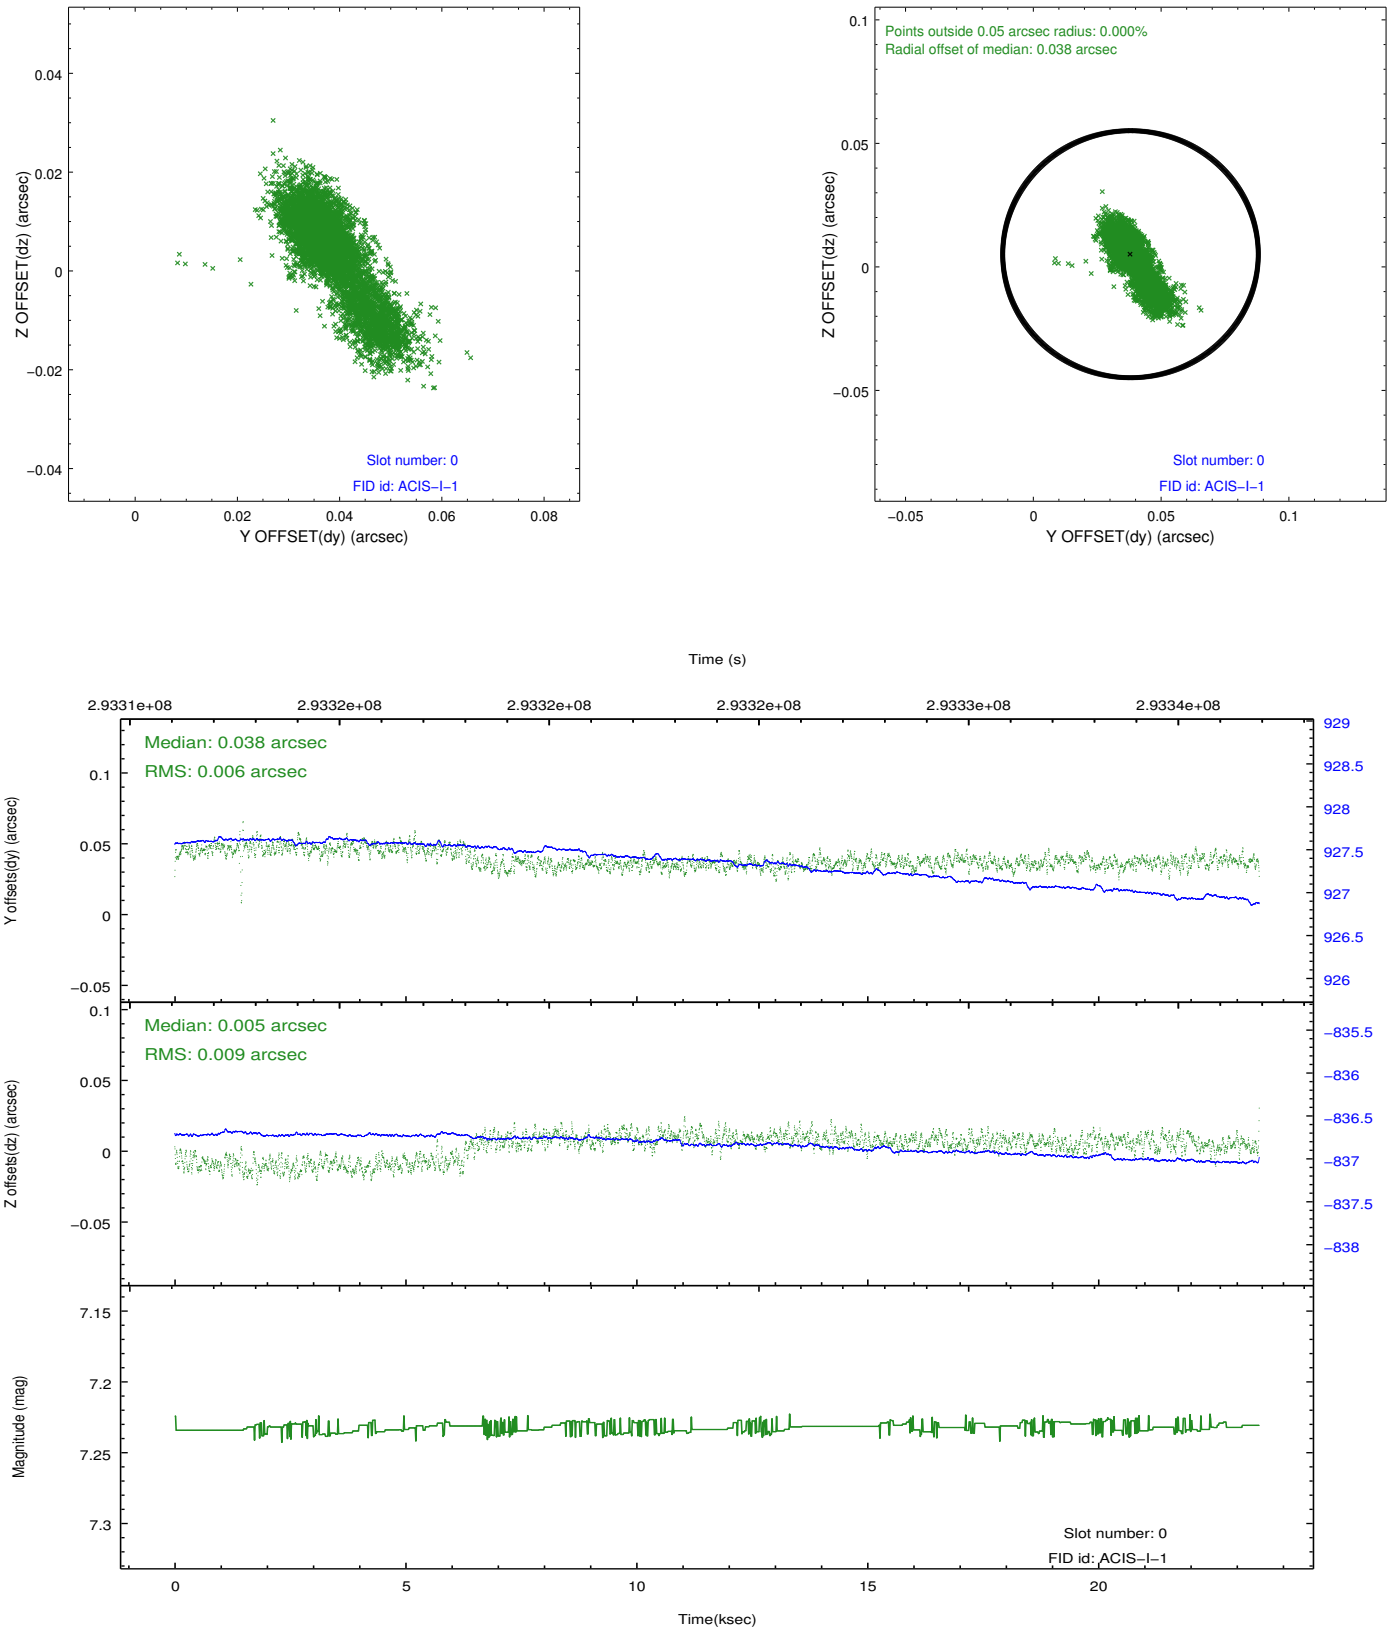 0.04
0.02
0
−0.02
−0.04
Z OFFSET(dz) (arcsec)
Slot number: 0
FID id: ACIS−I−1
0
0.02
0.04
0.06
0.08
Y OFFSET(dy) (arcsec)
Points outside 0.05 arcsec radius: 0.000%
Radial offset of median: 0.038 arcsec
0.1
0.05
0
−0.05
Z OFFSET(dz) (arcsec)
Slot number: 0
FID id: ACIS−I−1
−0.05
0
0.05
0.1
Y OFFSET(dy) (arcsec)
Time (s)
2.9331e+08
2.9332e+08
2.9332e+08
2.9332e+08
2.9333e+08
2.9334e+08
Median: 0.038 arcsec
RMS: 0.006 arcsec
0.1
0.05
0
−0.05
Y offsets(dy) (arcsec)
929
928.5
928
927.5
927
926.5
926
Median: 0.005 arcsec
RMS: 0.009 arcsec
0.1
0.05
0
−0.05
Z offsets(dz) (arcsec)
−835.5
−836
−836.5
−837
−837.5
−838
7.15
7.2
7.25
7.3
Magnitude (mag)
Slot number: 0
FID id: ACIS−I−1
0
5
10
15
20
Time(ksec)